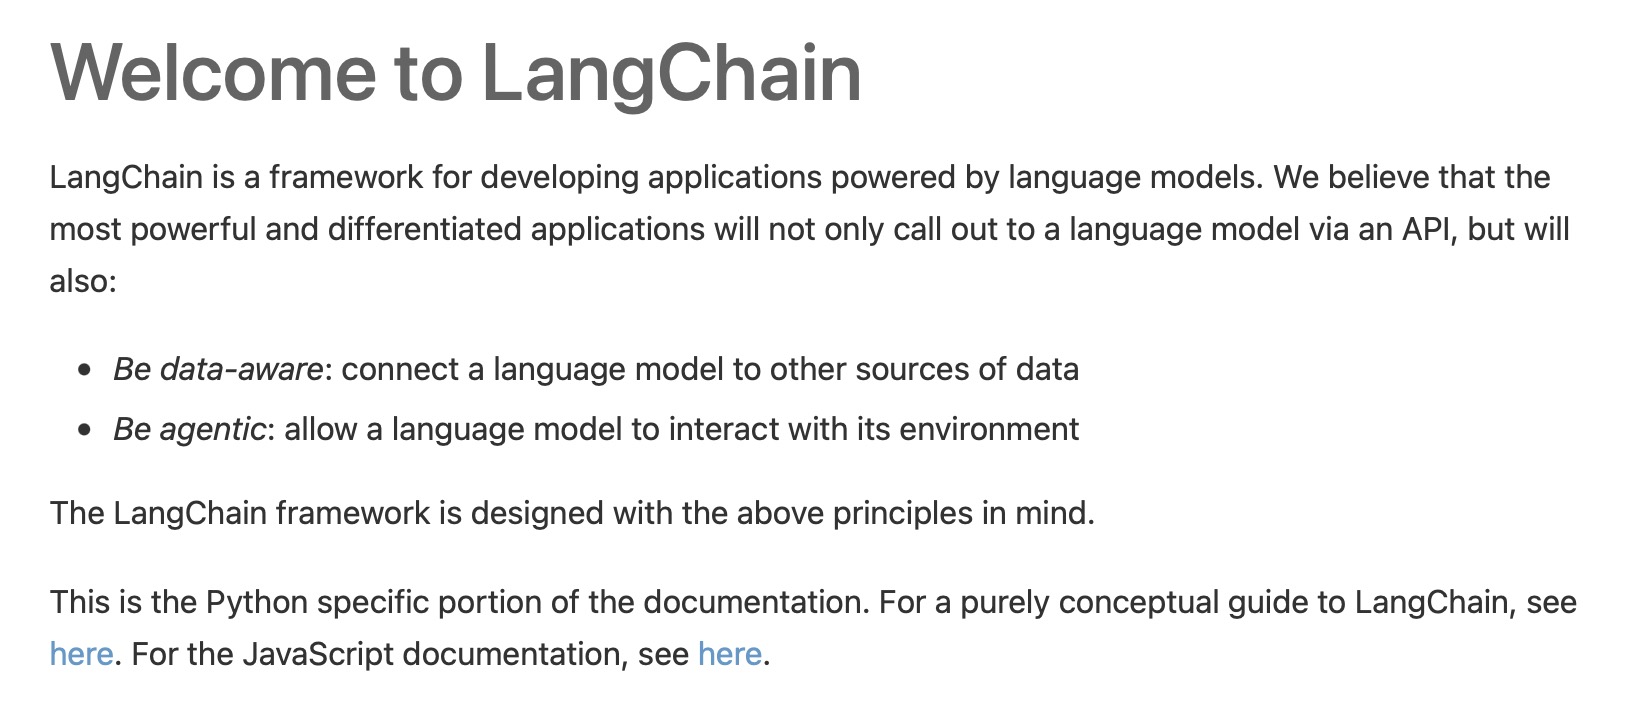 Welcome to LangChain
LangChain is a framework for developing applications powered by language models. We believe that the
most powerful and differentiated applications will not only call out to a language model via an API, but will
also:
• Be data-aware: connect a language model to other sources of data
• Be agentic: allow a language model to interact with its environment
The LangChain framework is designed with the above principles in mind.
This is the Python specific portion of the documentation. For a purely conceptual guide to LangChain, see
here. For the JavaScript documentation, see here.